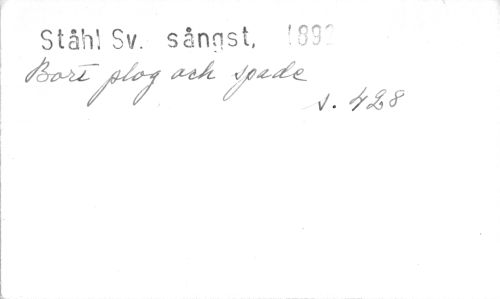 Ståhl Sv. sångst, 1892
Bort plog och spade
s. 428